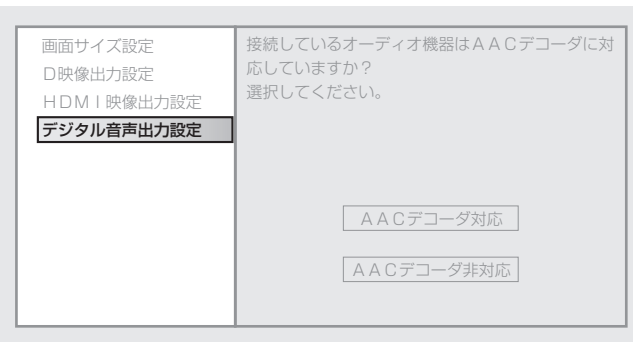 画面サイズ設定
D映像出力設定
HDMI映像出力設定
デジタル音声出力設定
接続しているオーディオ機器はAACデコーダに対
応していますか?
選択してください。
AACデコーダ対応
AACデコーダ非対応